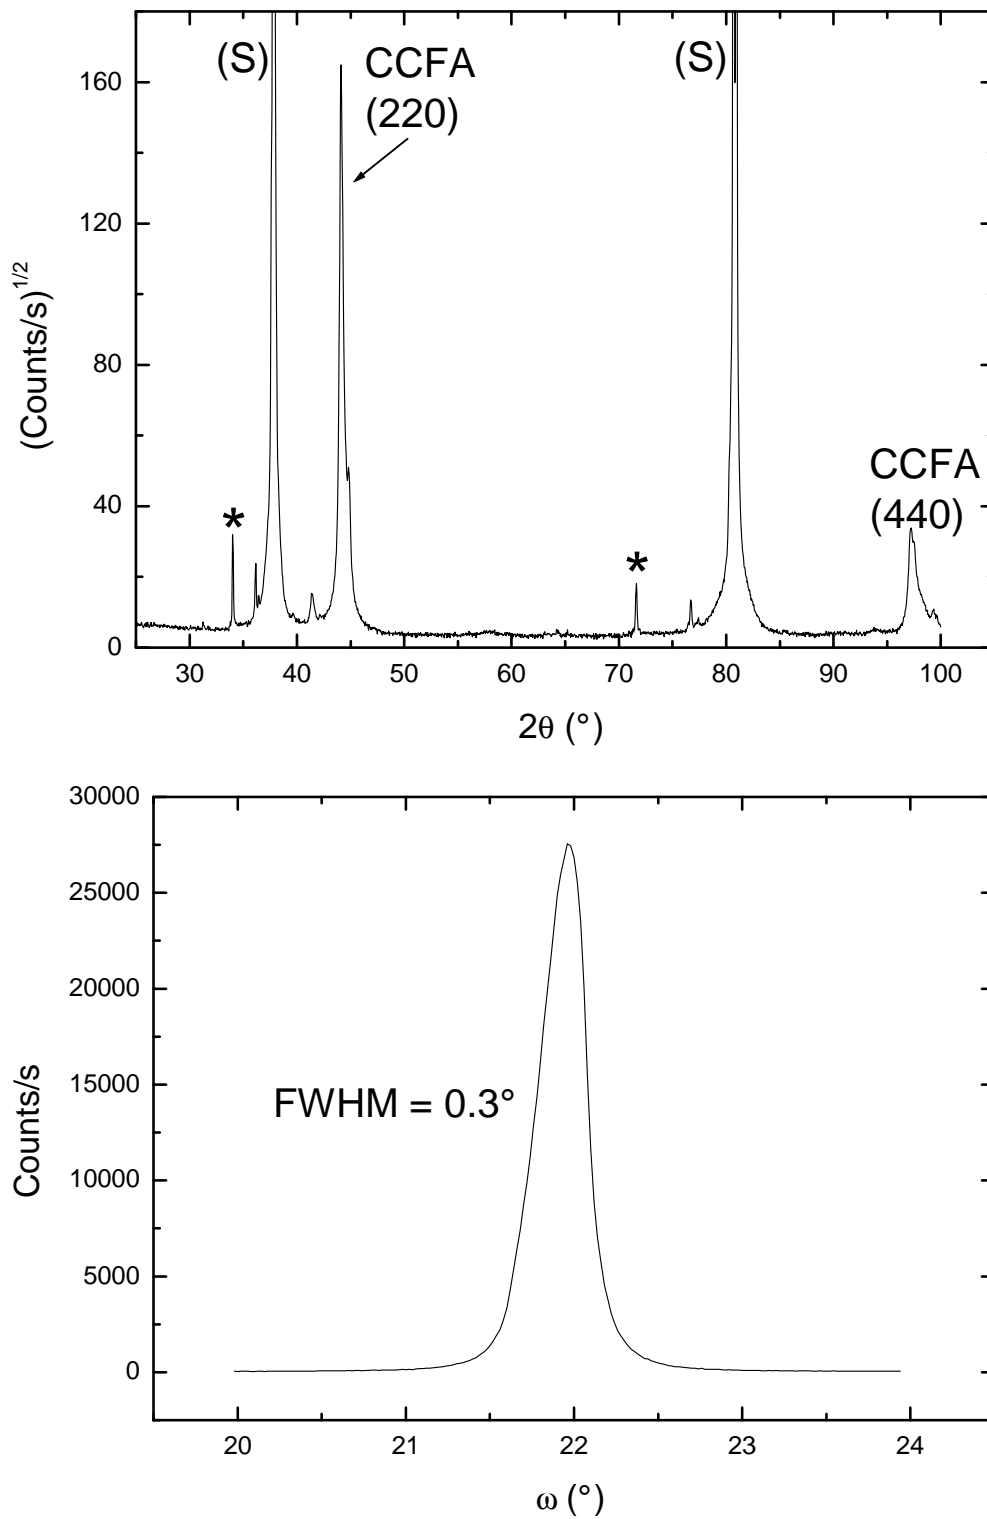 (S)
CCFA
(220)
(S)
160
120
(Counts/s)1/2
80
CCFA
(440)
40
*
*
0
30 40 50 60 70 80 90 100
2θ (°)
30000
25000
20000
15000
Counts/s
FWHM = 0.3°
10000
5000
0
20 21 22 23 24
ω (°)